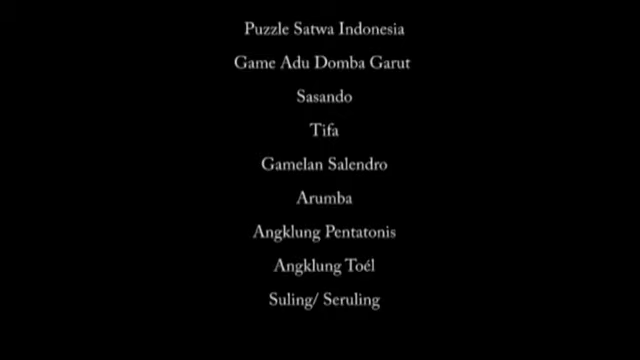 Puzzle Satwa Indonesia
Game Adu Domba Garut
Sasando
Tifa
Gamelan Salendro
Arumba
Angklung Pentatonis
Angklung Toél
Suling/ Seruling